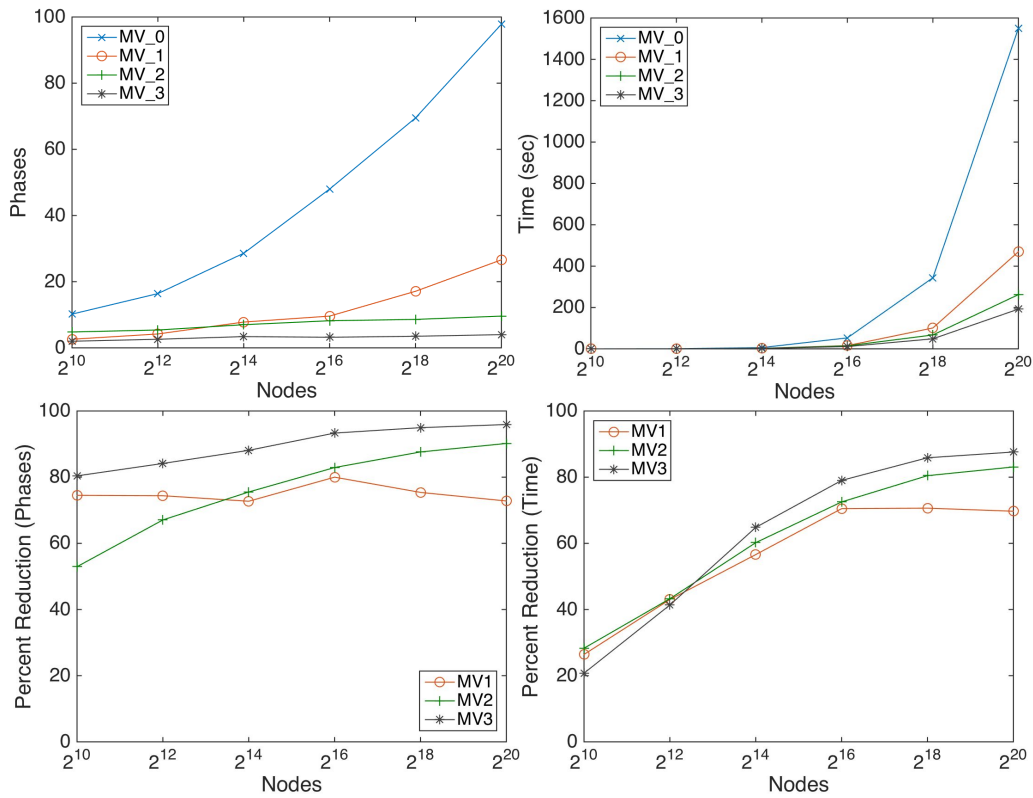 100
80
60
40
20
0
Phases
MV_0
MV_1
MV_2
MV_3
2^10 2^12 2^14 2^16 2^18 2^20
Nodes
1600
1400
1200
1000
800
600
400
200
0
Time (sec)
MV_0
MV_1
MV_2
MV_3
2^10 2^12 2^14 2^16 2^18 2^20
Nodes
100
80
60
40
20
0
Percent Reduction (Phases)
MV1
MV2
MV3
2^10 2^12 2^14 2^16 2^18 2^20
Nodes
100
80
60
40
20
0
Percent Reduction (Time)
MV1
MV2
MV3
2^10 2^12 2^14 2^16 2^18 2^20
Nodes